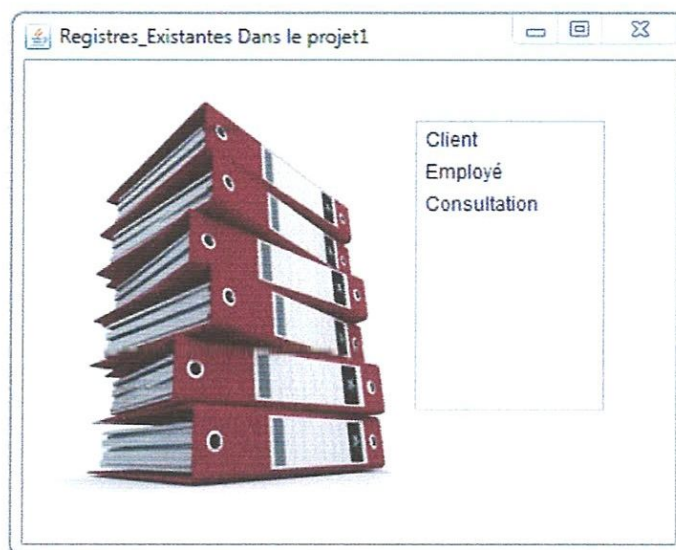 Registres_Existantes Dans le projet1
Client
Employé
Consultation